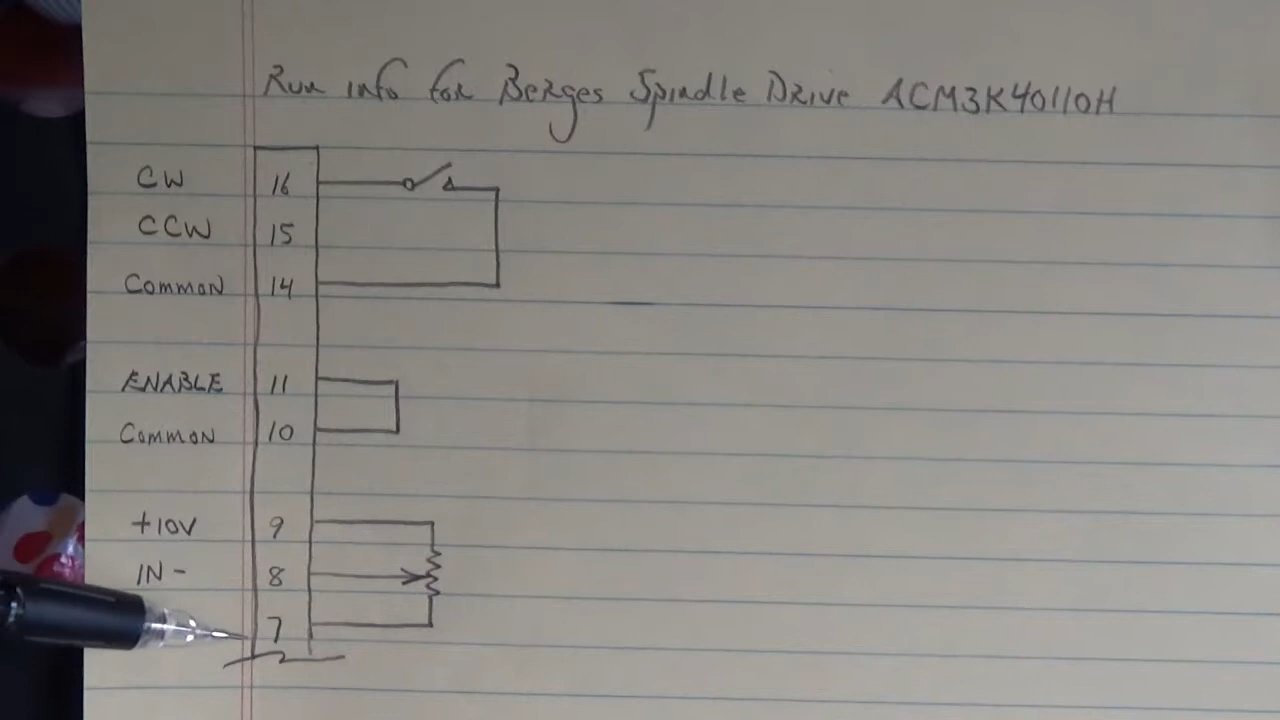 Run info for Berges Spindle Drive ACM3K40110H
CW 16
CCW 15
Common 14
ENABLE 11
Common 10
+10V 9
IN- 8
7